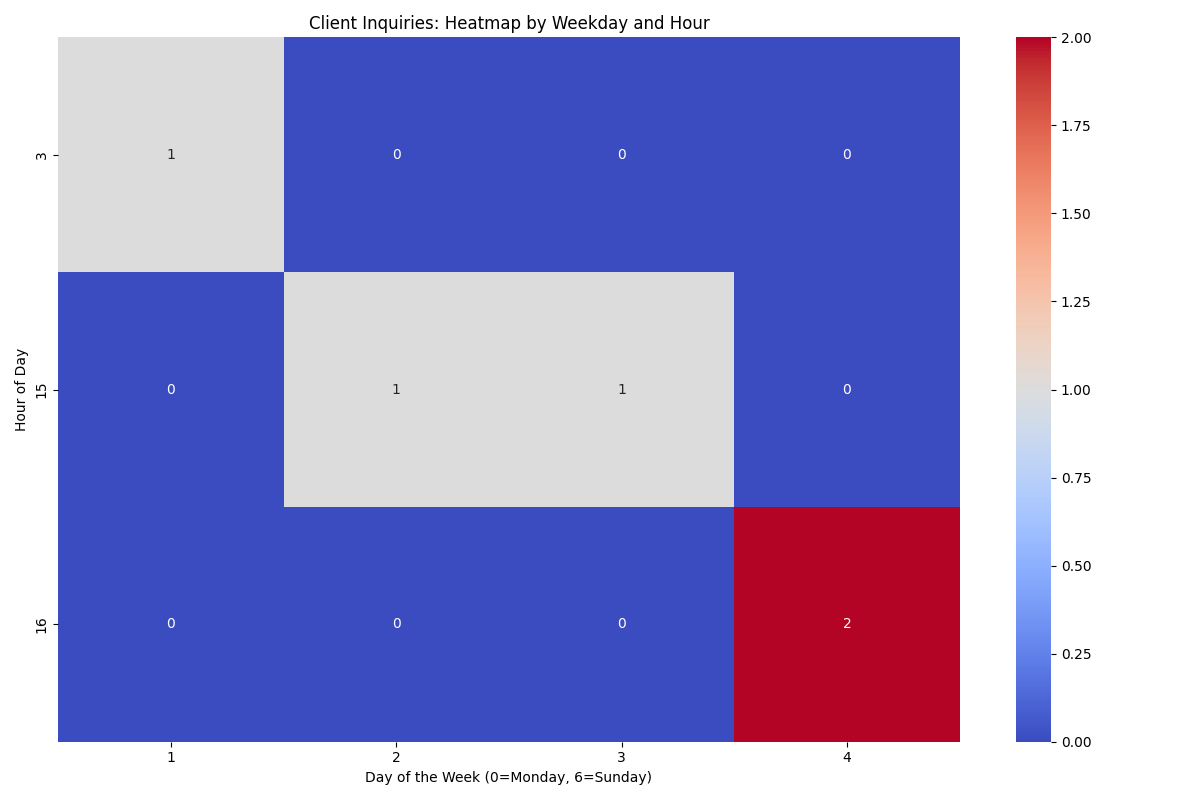 Client Inquiries: Heatmap by Weekday and Hour
Hour of Day
3
1 0 0 0
15
0 1 1 0
16
0 0 0 2
1 2 3 4
Day of the Week (0=Monday, 6=Sunday)
2.00
1.75
1.50
1.25
1.00
0.75
0.50
0.25
0.00